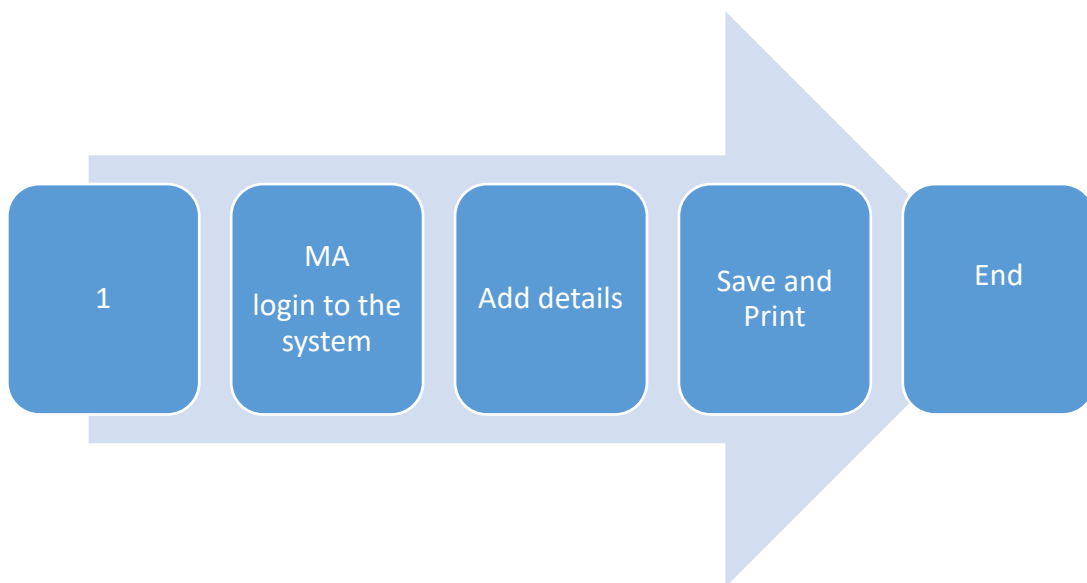 1
MA
login to the
system
Add details
Save and
Print
End